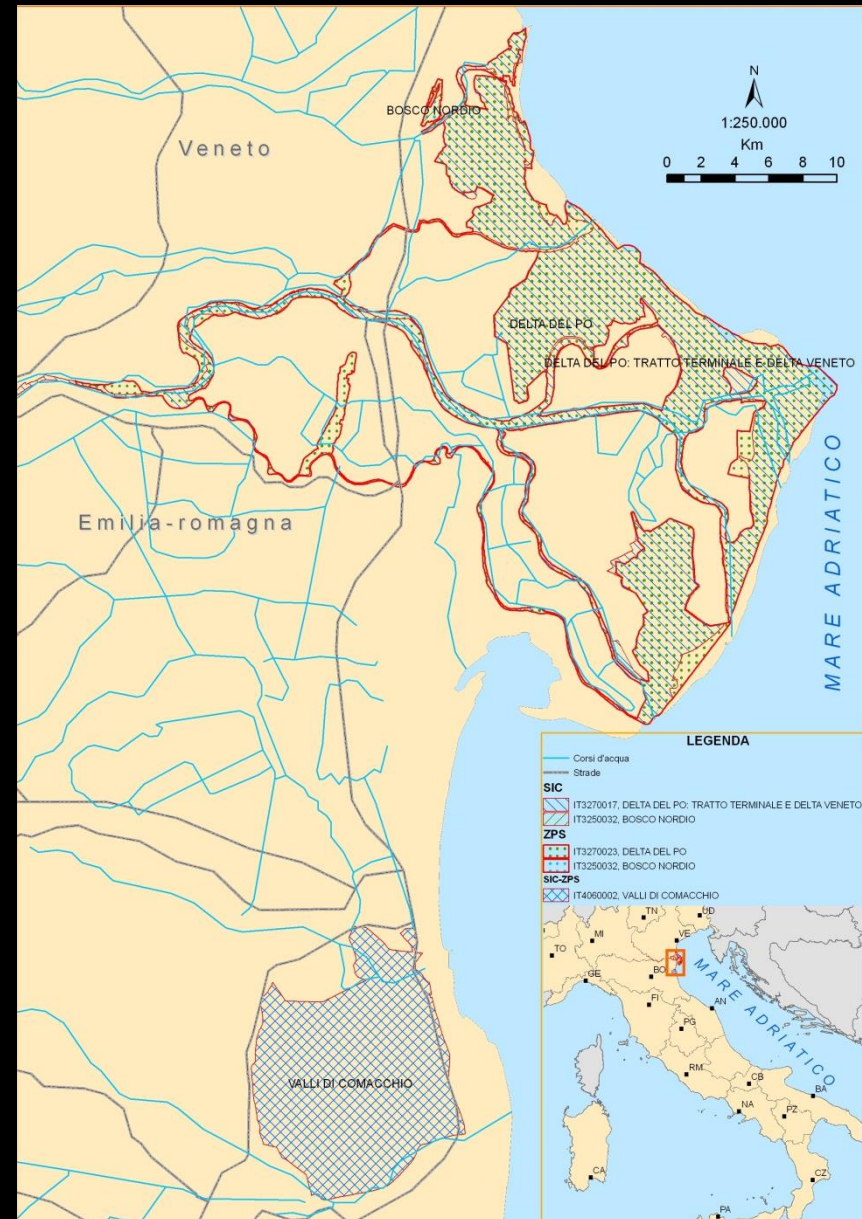 N
1:250.000
Km
0 2 4 6 8 10
BOSCO NORDIO
Veneto
DELTA DEL PO
DELTA DEL PO: TRATTO TERMINALE E DELTA VENETO
MARE ADRIATICO
Emilia-romagna
VALLI DI COMACCHIO
LEGENDA
Corsi d'acqua
Strade
SIC
IT3270017, DELTA DEL PO: TRATTO TERMINALE E DELTA VENETO
IT3250032, BOSCO NORDIO
ZPS
IT3270023, DELTA DEL PO
IT3250032, BOSCO NORDIO
SIC-ZPS
IT4060002, VALLI DI COMACCHIO
TN
UD
MI
VE
TO
BO
GE
MARE ADRIATICO
FI
AN
PG
RM
CB
BA
NA
PZ
CA
CZ
PA